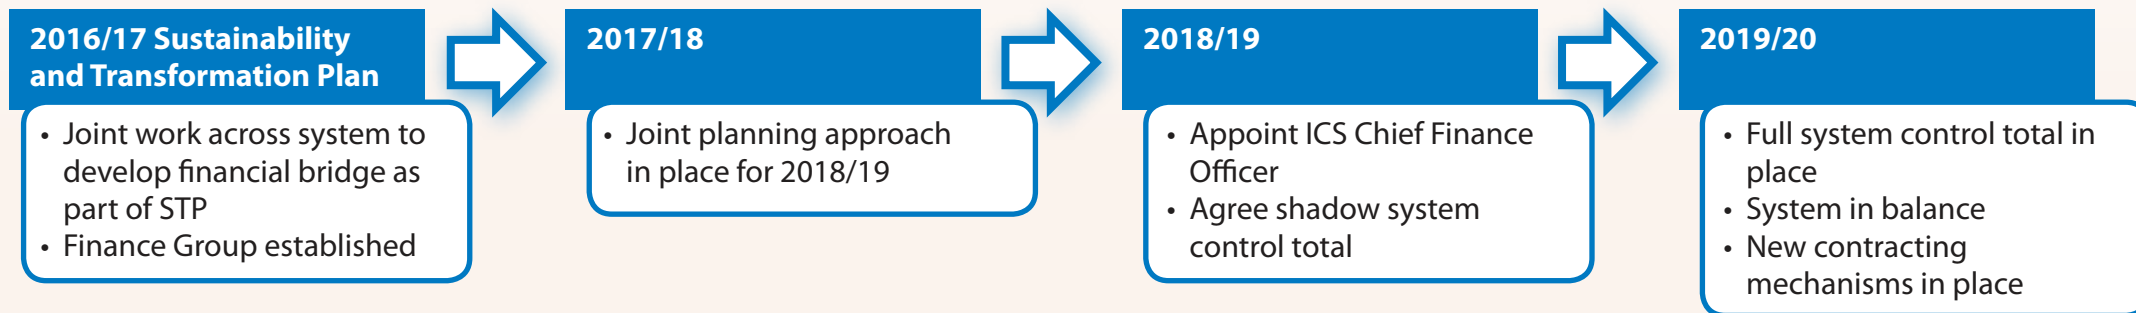 2016/17 Sustainability
and Transformation Plan
• Joint work across system to
develop financial bridge as
part of STP
• Finance Group established
2017/18
• Joint planning approach
in place for 2018/19
2018/19
• Appoint ICS Chief Finance
Officer
• Agree shadow system
control total
2019/20
• Full system control total in
place
• System in balance
• New contracting
mechanisms in place